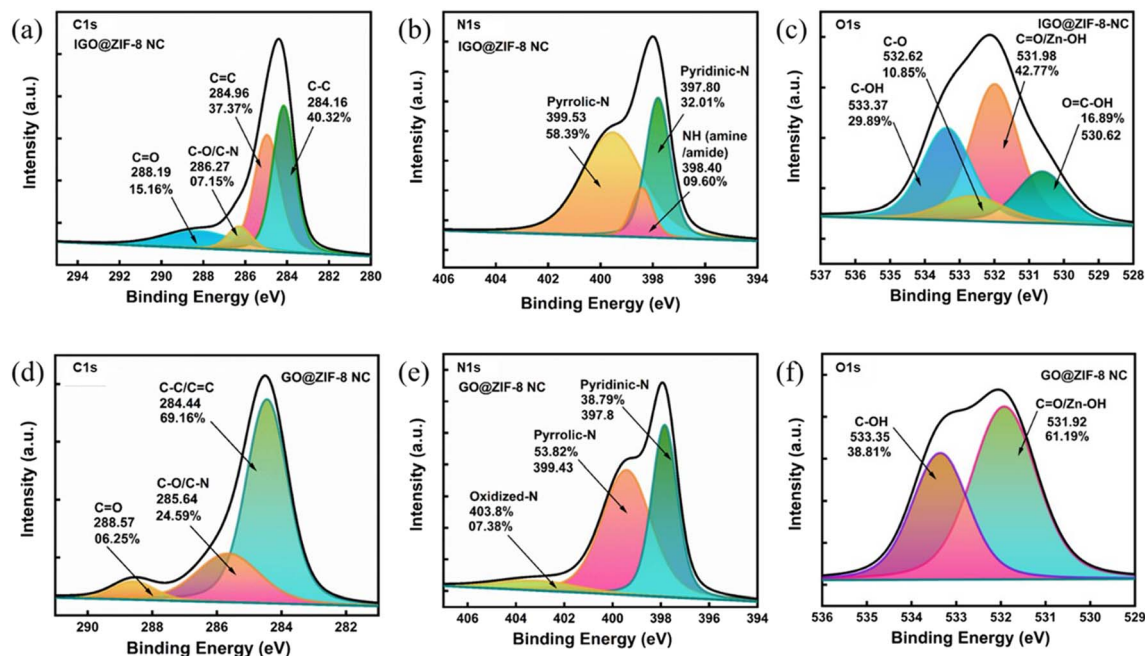 (a)
C1s
IGO@ZIF-8 NC
C=C
284.96
37.37%
C-C
284.16
40.32%
C=O
288.19
15.16%
C-O/C-N
286.27
07.15%
Intensity (a.u.)
294 292 290 288 286 284 282 280
Binding Energy (eV)
(b)
N1s
IGO@ZIF-8 NC
Pyrrolic-N
399.53
58.39%
Pyridinic-N
397.80
32.01%
NH (amine
/amide)
398.40
09.60%
Intensity (a.u.)
406 404 402 400 398 396 394
Binding Energy (eV)
(c)
O1s
IGO@ZIF-8-NC
C-O
532.62
10.85%
C=O/Zn-OH
531.98
42.77%
C-OH
533.37
29.89%
O=C-OH
16.89%
530.62
Intensity (a.u.)
537 536 535 534 533 532 531 530 529 528
Binding Energy (eV)
(d)
C1s
GO@ZIF-8 NC
C-C/C=C
284.44
69.16%
C-O/C-N
285.64
24.59%
C=O
288.57
06.25%
Intensity (a.u.)
290 288 286 284 282
Binding Energy (eV)
(e)
N1s
GO@ZIF-8 NC
Pyridinic-N
38.79%
397.8
Pyrrolic-N
53.82%
399.43
Oxidized-N
403.8%
07.38%
Intensity (a.u.)
406 404 402 400 398 396 394
Binding Energy (eV)
(f)
O1s
GO@ZIF-8 NC
C-OH
533.35
38.81%
C=O/Zn-OH
531.92
61.19%
Intensity (a.u.)
536 535 534 533 532 531 530 529
Binding Energy (eV)